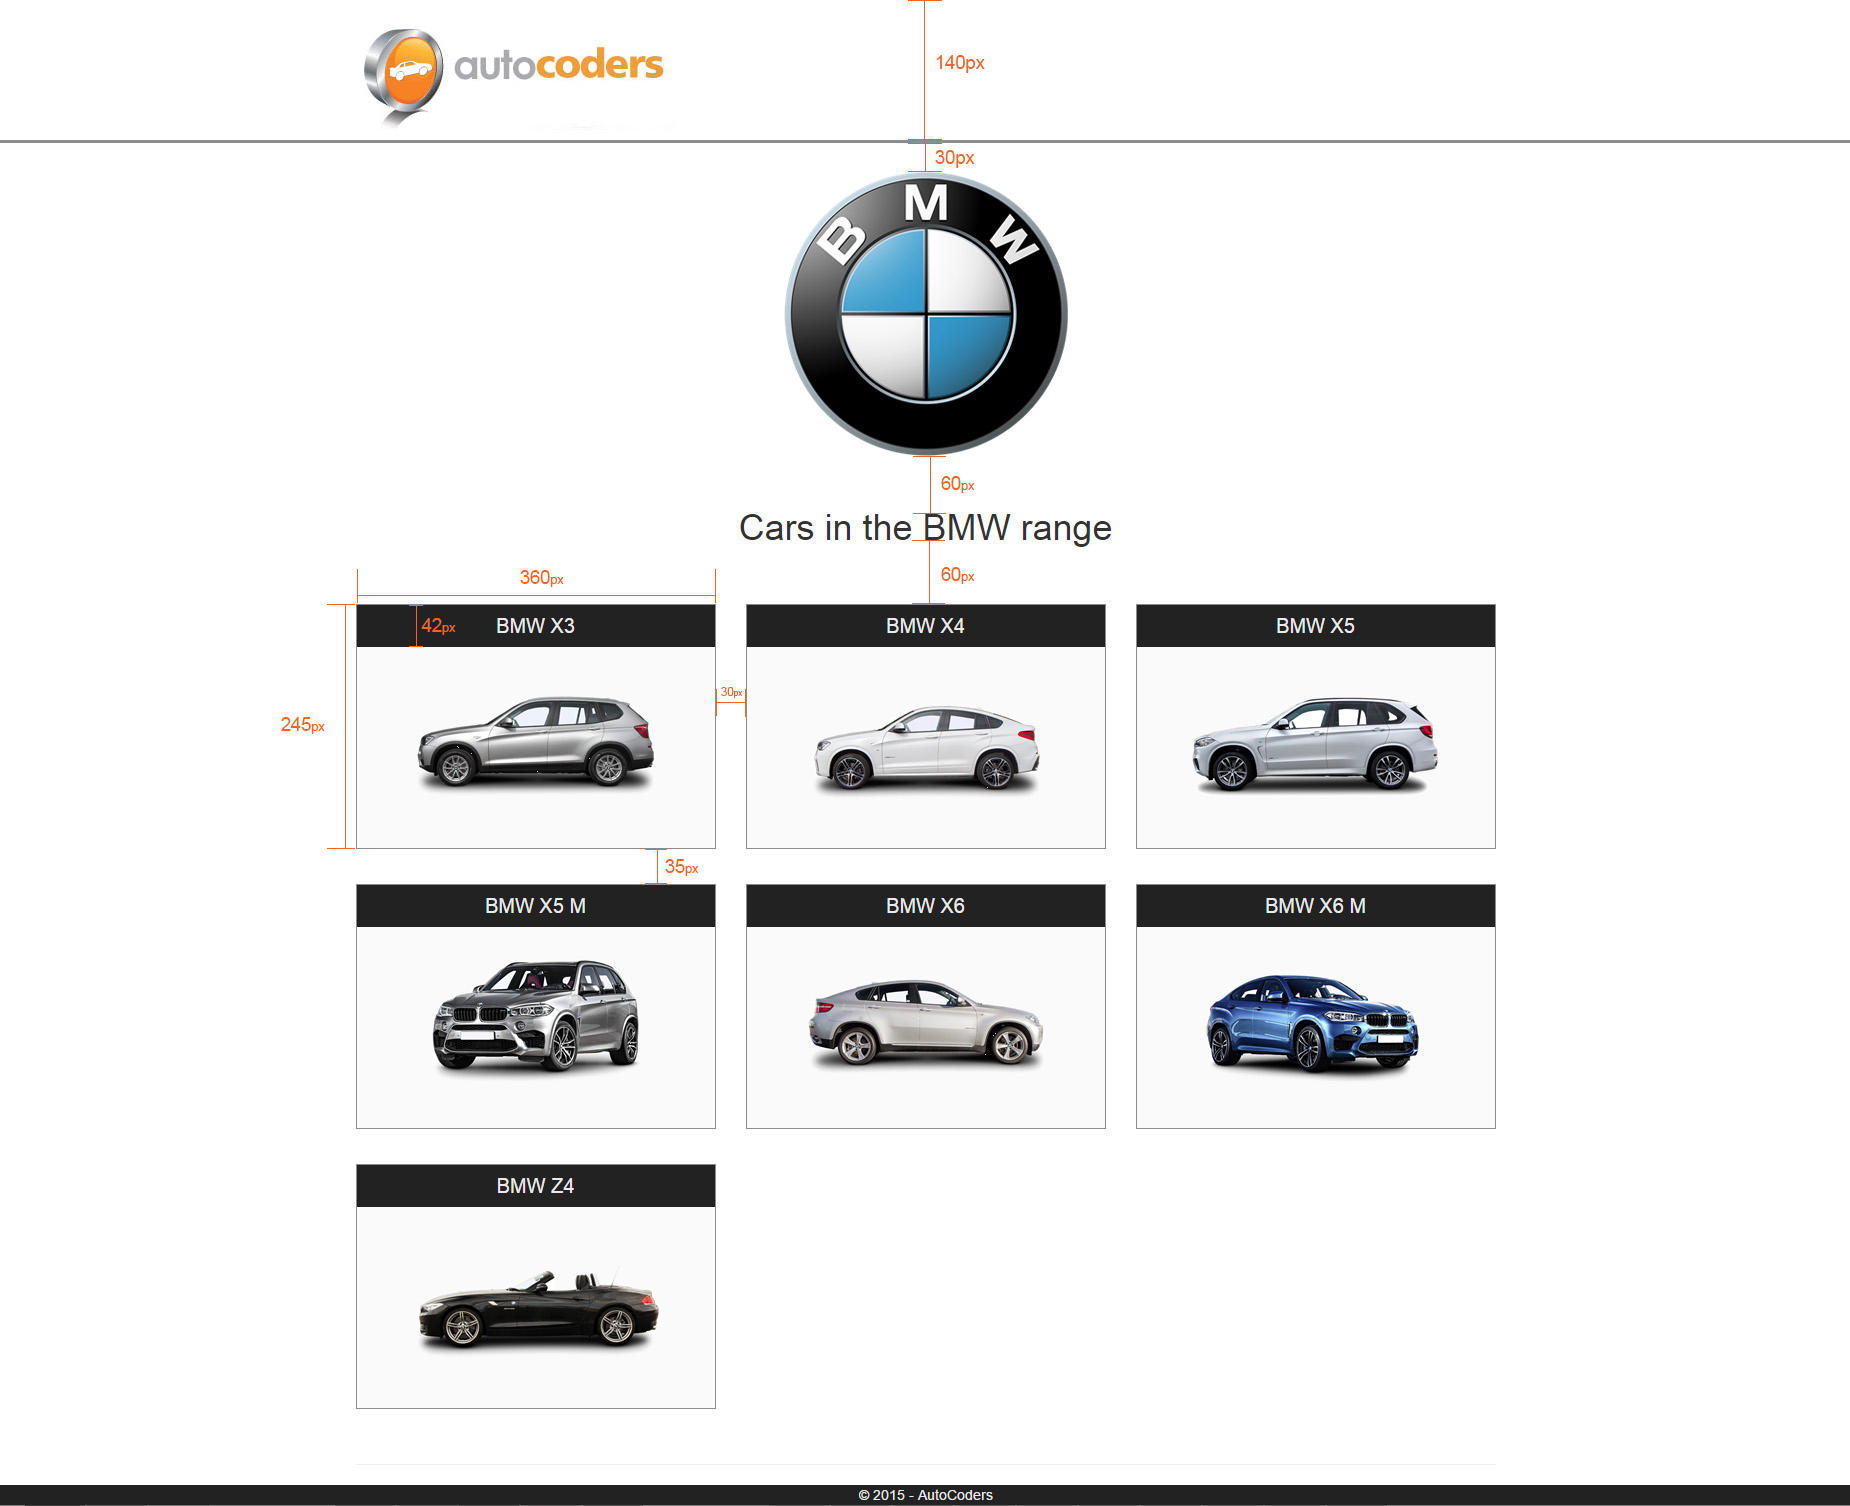 autocoders
140px
30px
BMW
60px
Cars in the BMW range
60px
360px
42px
BMW X3
BMW X4
BMW X5
30px
245px
35px
BMW X5 M
BMW X6
BMW X6 M
BMW Z4
© 2015 - AutoCoders